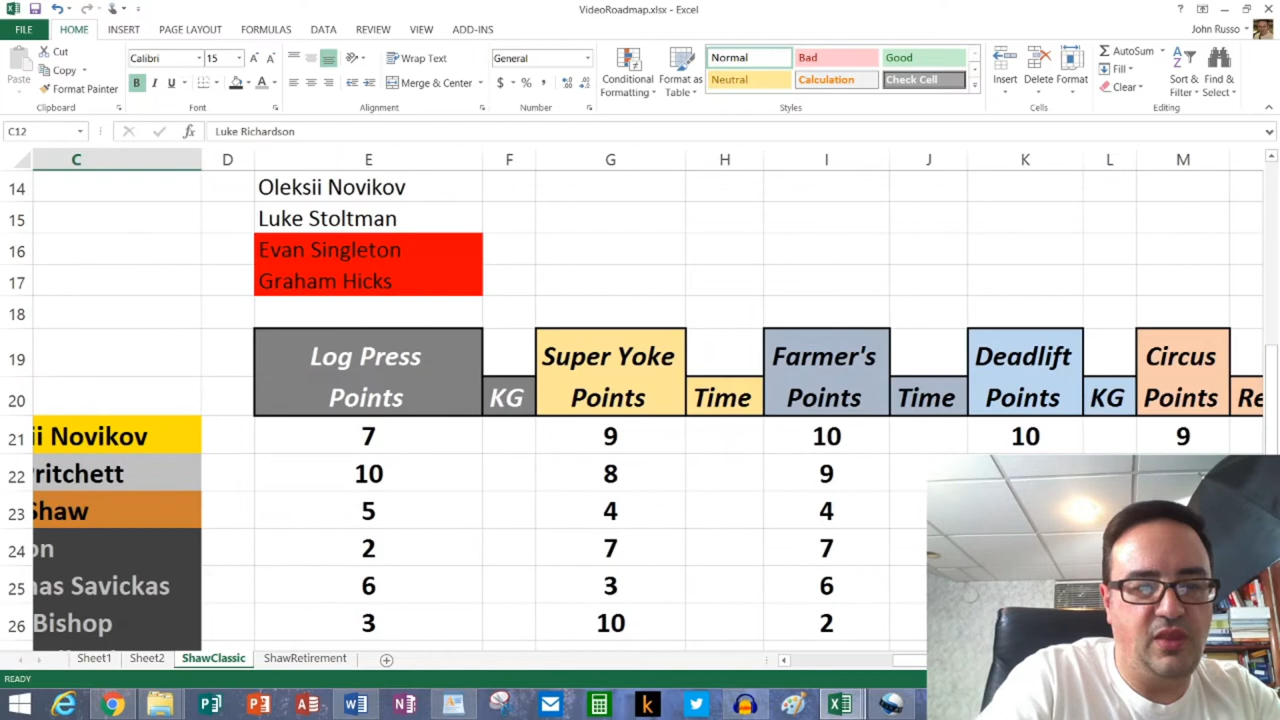 VideoRoadmap.xlsx - Excel
FILE HOME INSERT PAGE LAYOUT FORMULAS DATA REVIEW VIEW ADD-INS John Russo
Paste Cut Copy Format Painter Clipboard
Calibri 15 Font
Wrap Text Merge & Center Alignment
General Number
Conditional Formatting Format as Table
Normal Bad Good
Neutral Calculation Check Cell
Styles
Insert Delete Format Cells
AutoSum Fill Clear Sort & Filter Find & Select Editing
C12 Luke Richardson
C D E F G H I J K L M
14 Oleksii Novikov
15 Luke Stoltman
16 Evan Singleton
17 Graham Hicks
18
19 Log Press Super Yoke Farmer's Deadlift Circus
20 Points KG Points Time Points Time Points KG Points Re
21 ii Novikov 7 9 10 10 9
22 Pritchett 10 8 9
23 Shaw 5 4 4
24 on 2 7 7
25 nas Savickas 6 3 6
26 Bishop 3 10 2
Sheet1 Sheet2 ShawClassic ShawRetirement
READY